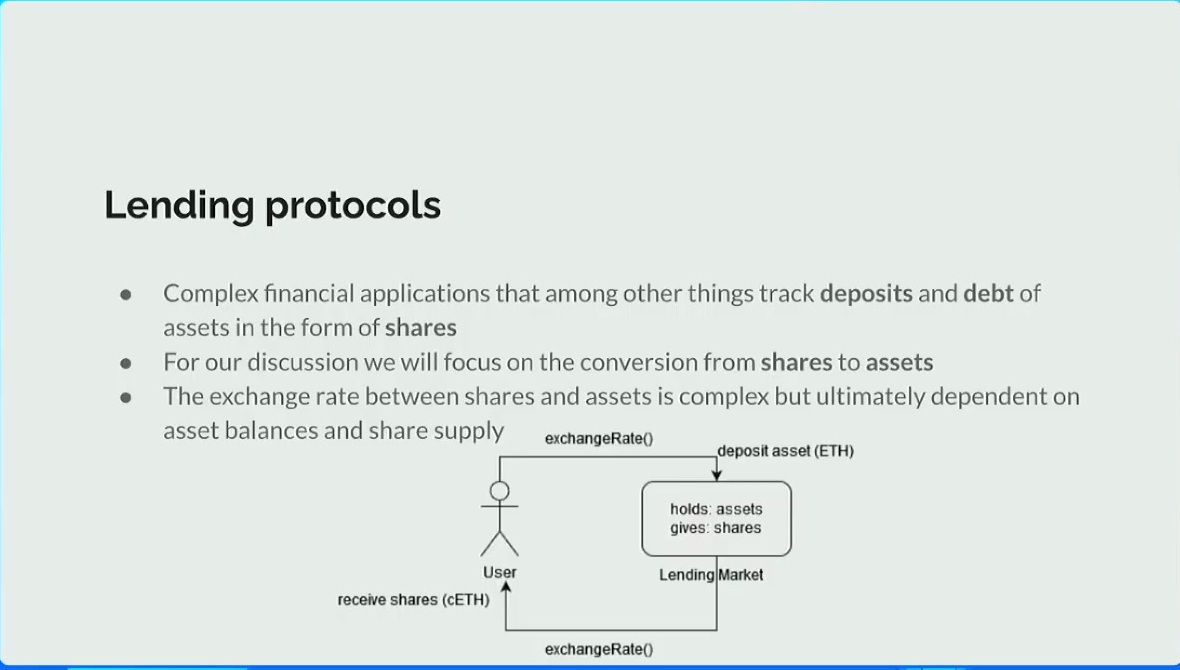 Lending protocols
● Complex financial applications that among other things track deposits and debt of
assets in the form of shares
● For our discussion we will focus on the conversion from shares to assets
● The exchange rate between shares and assets is complex but ultimately dependent on
asset balances and share supply
exchangeRate()
deposit asset (ETH)
holds: assets
gives: shares
User
Lending Market
receive shares (cETH)
exchangeRate()